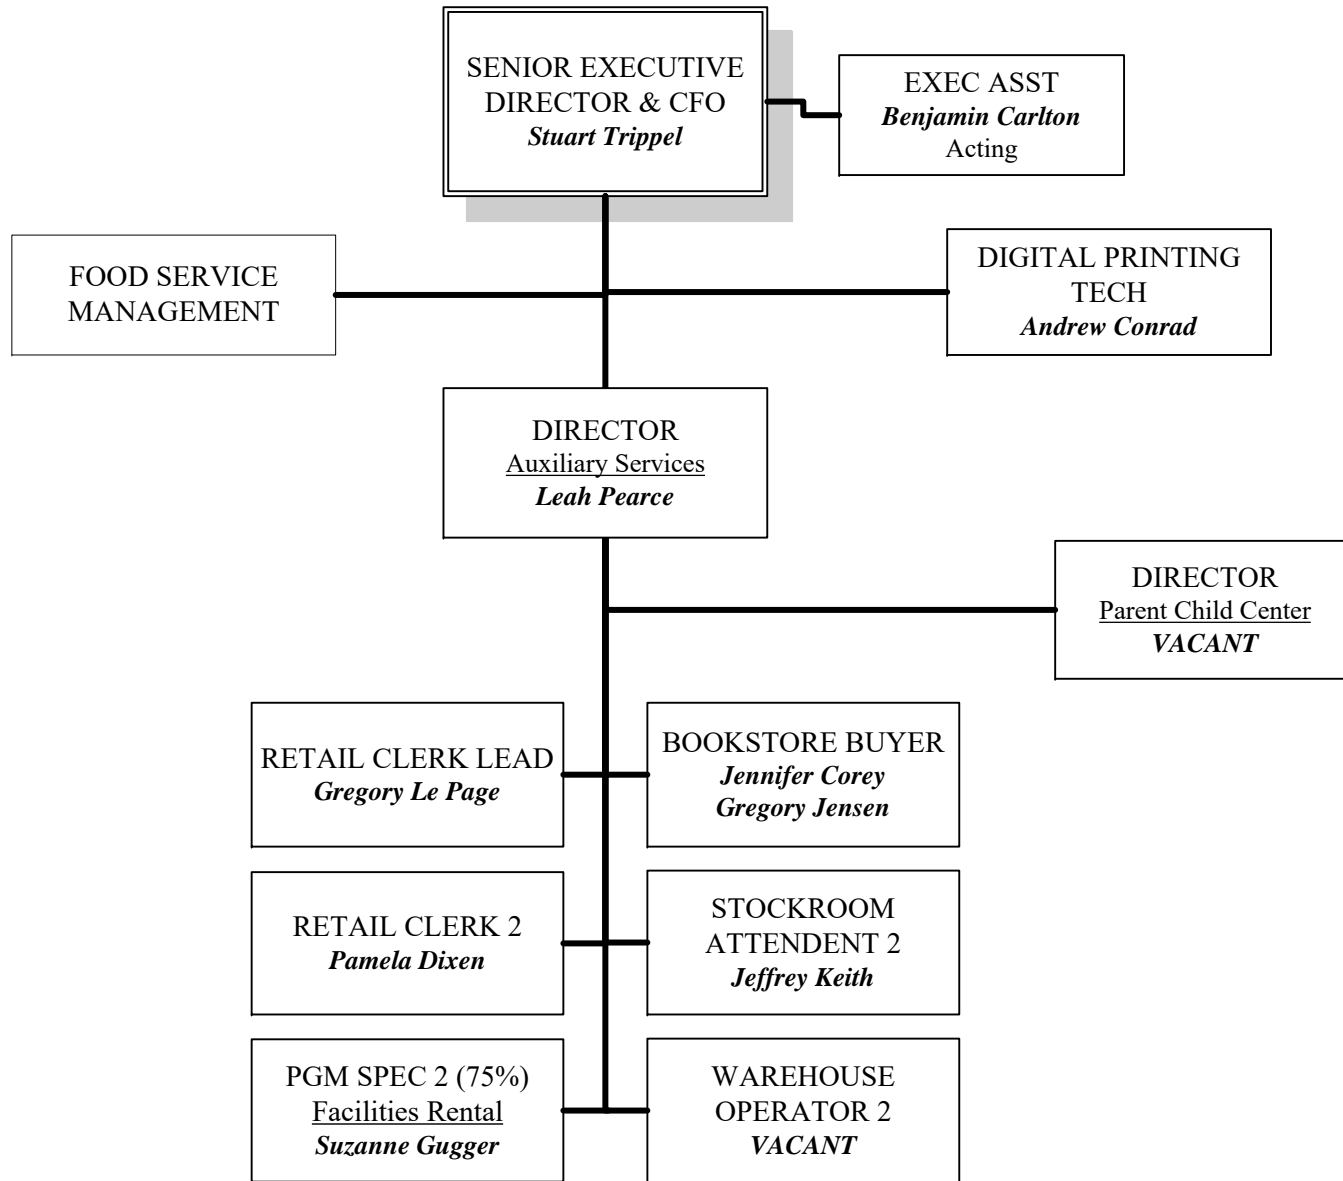 SENIOR EXECUTIVE
DIRECTOR & CFO
Stuart Trippel
EXEC ASST
Benjamin Carlton
Acting
FOOD SERVICE
MANAGEMENT
DIGITAL PRINTING
TECH
Andrew Conrad
DIRECTOR
Auxiliary Services
Leah Pearce
DIRECTOR
Parent Child Center
VACANT
RETAIL CLERK LEAD
Gregory Le Page
BOOKSTORE BUYER
Jennifer Corey
Gregory Jensen
RETAIL CLERK 2
Pamela Dixen
STOCKROOM
ATTENDENT 2
Jeffrey Keith
PGM SPEC 2 (75%)
Facilities Rental
Suzanne Gugger
WAREHOUSE
OPERATOR 2
VACANT